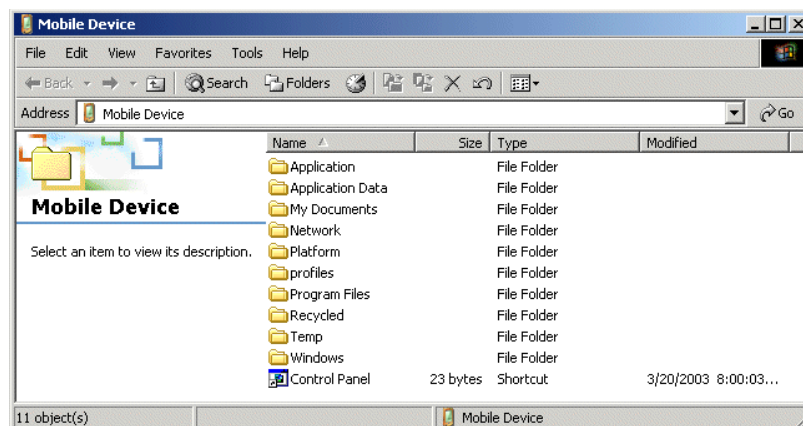 Mobile Device
File Edit View Favorites Tools Help
Back Search Folders
Address Mobile Device Go
Name Size Type Modified
Application File Folder
Application Data File Folder
My Documents File Folder
Network File Folder
Platform File Folder
profiles File Folder
Program Files File Folder
Recycled File Folder
Temp File Folder
Windows File Folder
Control Panel 23 bytes Shortcut 3/20/2003 8:00:03...
Mobile Device
Select an item to view its description.
11 object(s) Mobile Device